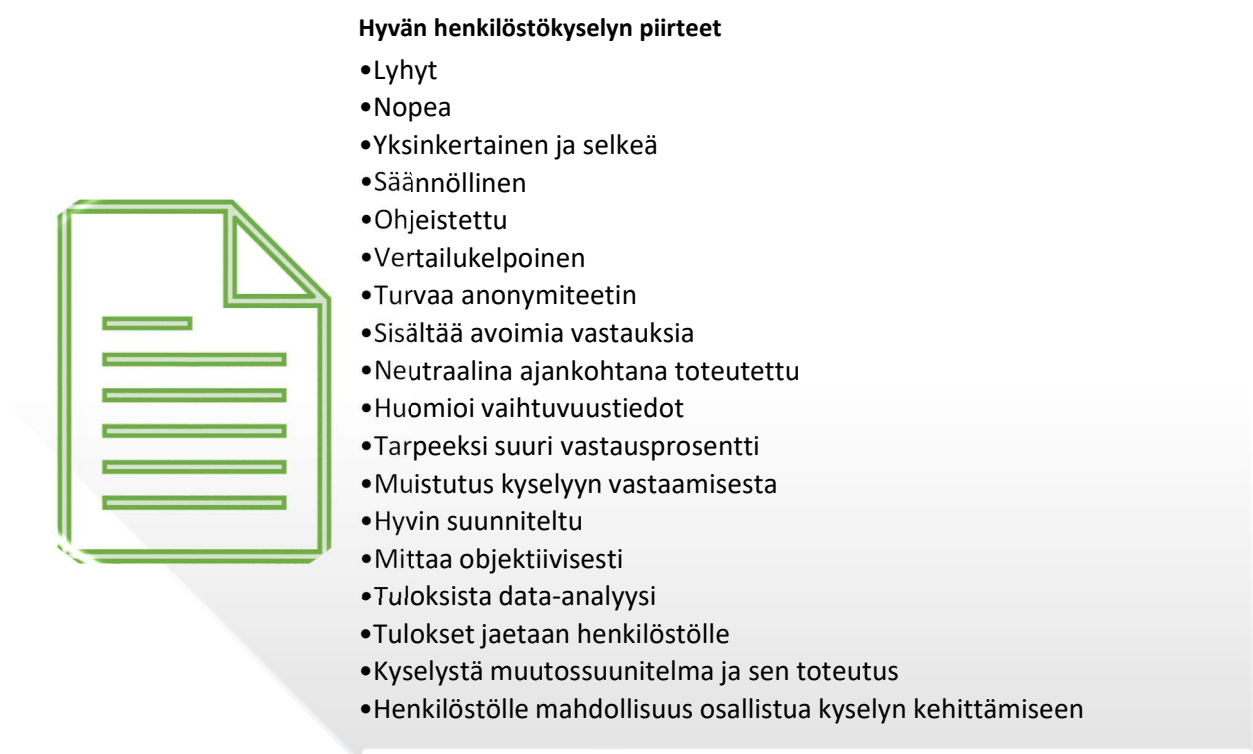 Hyvän henkilöstökyselyn piirteet
•Lyhyt
•Nopea
•Yksinkertainen ja selkeä
•Säännöllinen
•Ohjeistettu
•Vertailukelpoinen
•Turvaa anonymiteetin
•Sisältää avoimia vastauksia
•Neutraalina ajankohtana toteutettu
•Huomioi vaihtuvuustiedot
•Tarpeeksi suuri vastausprosentti
•Muistutus kyselyyn vastaamisesta
•Hyvin suunniteltu
•Mittaa objektiivisesti
•Tuloksista data-analyysi
•Tulokset jaetaan henkilöstölle
•Kyselystä muutossuunitelma ja sen toteutus
•Henkilöstölle mahdollisuus osallistua kyselyn kehittämiseen